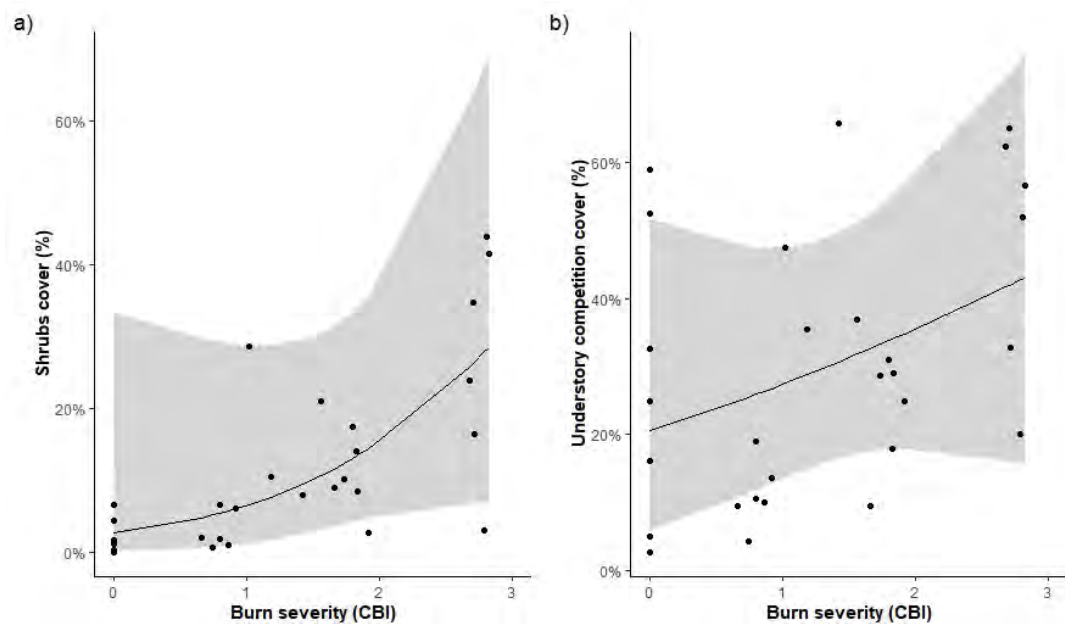 a)
Shrubs cover (%)
60%
40%
20%
0%
0 1 2 3
Burn severity (CBI)
b)
Understory competition cover (%)
60%
40%
20%
0%
0 1 2 3
Burn severity (CBI)